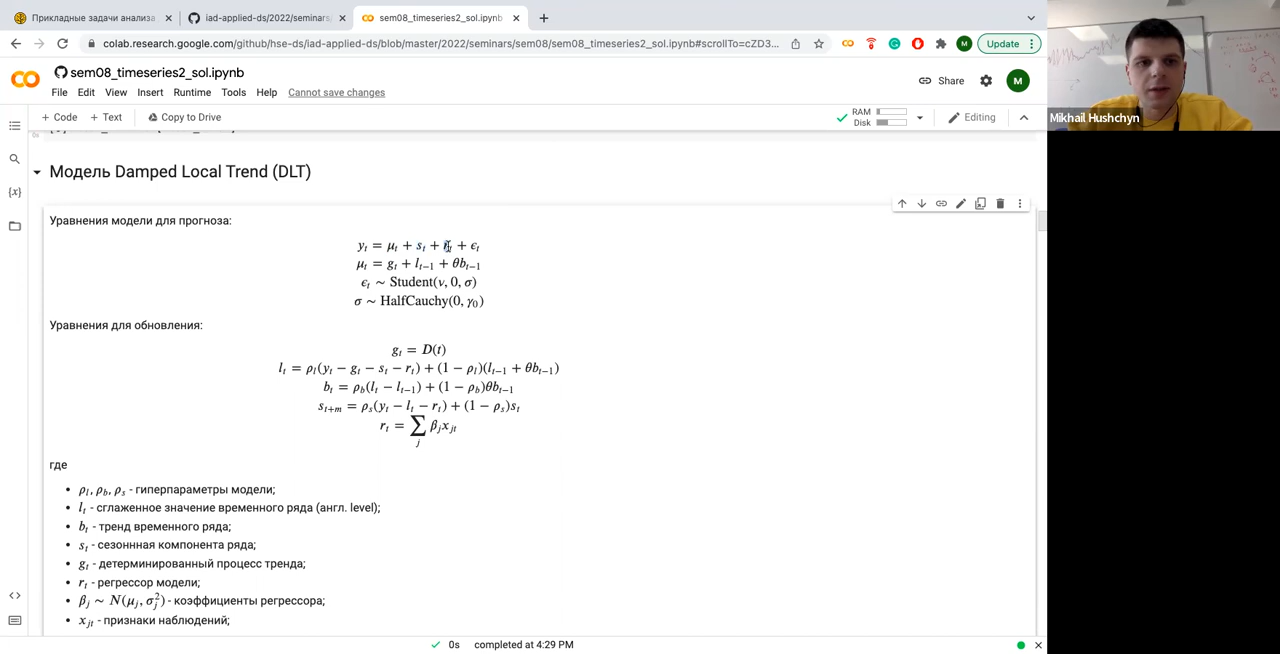 Прикладные задачи анализа
iad-applied-ds/2022/seminars
sem08_timeseries2_sol.ipynb
colab.research.google.com/github/hse-ds/iad-applied-ds/blob/master/2022/seminars/sem08/sem08_timeseries2_sol.ipynb#scrollTo=cZD3...
M
Update
sem08_timeseries2_sol.ipynb
Share
M
File Edit View Insert Runtime Tools Help Cannot save changes
+ Code + Text Copy to Drive
RAM
Disk
Editing
Mikhail Hushchyn
0s
Модель Damped Local Trend (DLT)
Уравнения модели для прогноза:
y_t = μ_t + s_t + r_t + ϵ_t
μ_t = g_t + l_{t−1} + θb_{t−1}
ϵ_t ∼ Student(ν, 0, σ)
σ ∼ HalfCauchy(0, γ_0)
Уравнения для обновления:
g_t = D(t)
l_t = ρ_l(y_t − g_t − s_t − r_t) + (1 − ρ_l)(l_{t−1} + θb_{t−1})
b_t = ρ_b(l_t − l_{t−1}) + (1 − ρ_b)θb_{t−1}
s_{t+m} = ρ_s(y_t − l_t − r_t) + (1 − ρ_s)s_t
r_t = ∑_j β_j x_{jt}
где
• ρ_l, ρ_b, ρ_s - гиперпараметры модели;
• l_t - сглаженное значение временного ряда (англ. level);
• b_t - тренд временного ряда;
• s_t - сезоннная компонента ряда;
• g_t - детерминированный процесс тренда;
• r_t - регрессор модели;
• β_j ∼ N(μ_j, σ_j^2) - коэффициенты регрессора;
• x_{jt} - признаки наблюдений;
0s completed at 4:29 PM